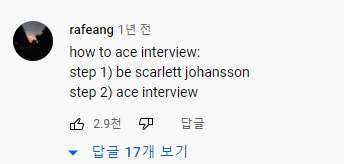 rafeang 1년 전
how to ace interview:
step 1) be scarlett johansson
step 2) ace interview
2.9천 답글
답글 17개 보기